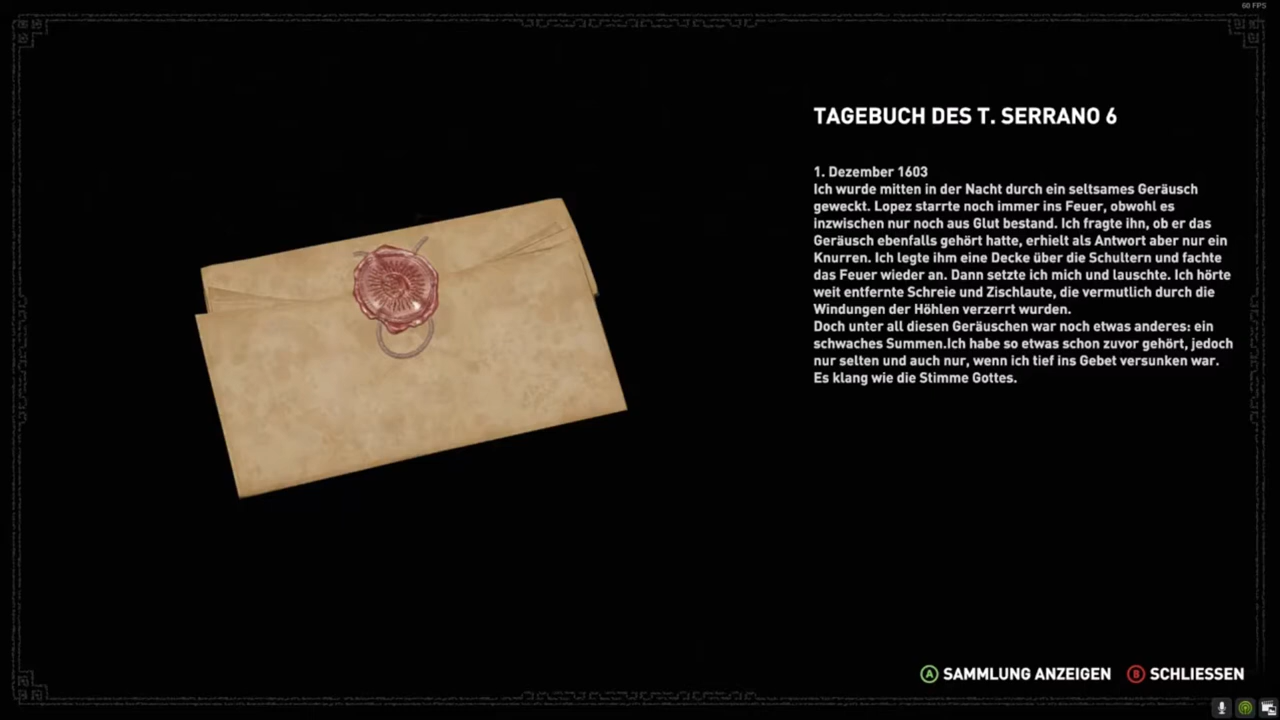 60 FPS
TAGEBUCH DES T. SERRANO 6
1. Dezember 1603
Ich wurde mitten in der Nacht durch ein seltsames Geräusch
geweckt. Lopez starrte noch immer ins Feuer, obwohl es
inzwischen nur noch aus Glut bestand. Ich fragte ihn, ob er das
Geräusch ebenfalls gehört hatte, erhielt als Antwort aber nur ein
Knurren. Ich legte ihm eine Decke über die Schultern und fachte
das Feuer wieder an. Dann setzte ich mich und lauschte. Ich hörte
weit entfernte Schreie und Zischlaute, die vermutlich durch die
Windungen der Höhlen verzerrt wurden.
Doch unter all diesen Geräuschen war noch etwas anderes: ein
schwaches Summen.Ich habe so etwas schon zuvor gehört, jedoch
nur selten und auch nur, wenn ich tief ins Gebet versunken war.
Es klang wie die Stimme Gottes.
A SAMMLUNG ANZEIGEN B SCHLIESSEN